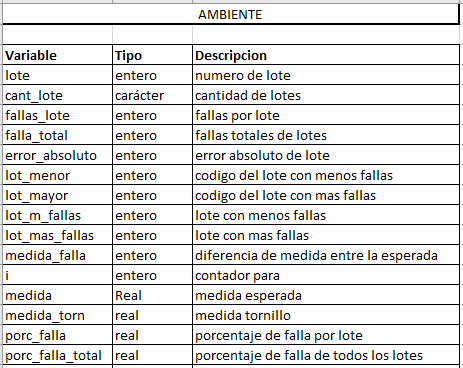 AMBIENTE
Variable Tipo Descripcion
lote entero numero de lote
cant_lote carácter cantidad de lotes
fallas_lote entero fallas por lote
falla_total entero fallas totales de lotes
error_absoluto entero error absoluto de lote
lot_menor entero codigo del lote con menos fallas
lot_mayor entero codigo del lote con mas fallas
lot_m_fallas entero lote con menos fallas
lot_mas_fallas entero lote con mas fallas
medida_falla entero diferencia de medida entre la esperada
i entero contador para
medida Real medida esperada
medida_torn real medida tornillo
porc_falla real porcentaje de falla por lote
porc_falla_total real porcentaje de falla de todos los lotes